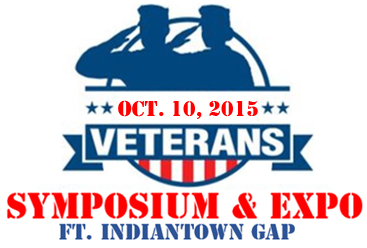 OCT. 10, 2015
VETERANS
SYMPOSIUM & EXPO
FT. INDIANTOWN GAP